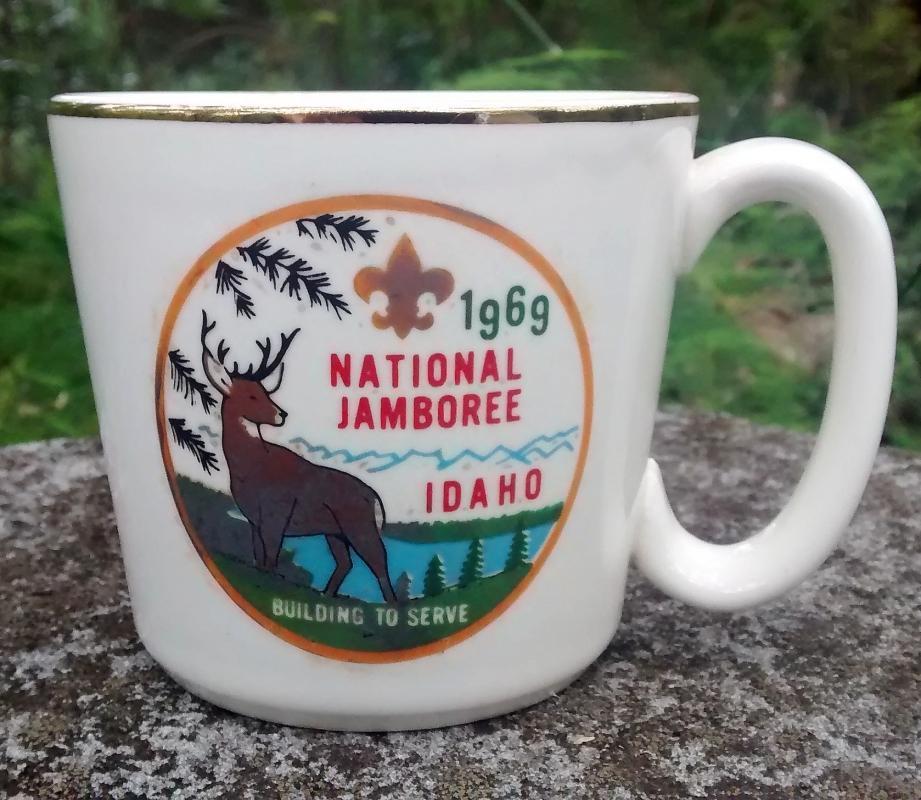 1969
NATIONAL
JAMBOREE
IDAHO
BUILDING TO SERVE